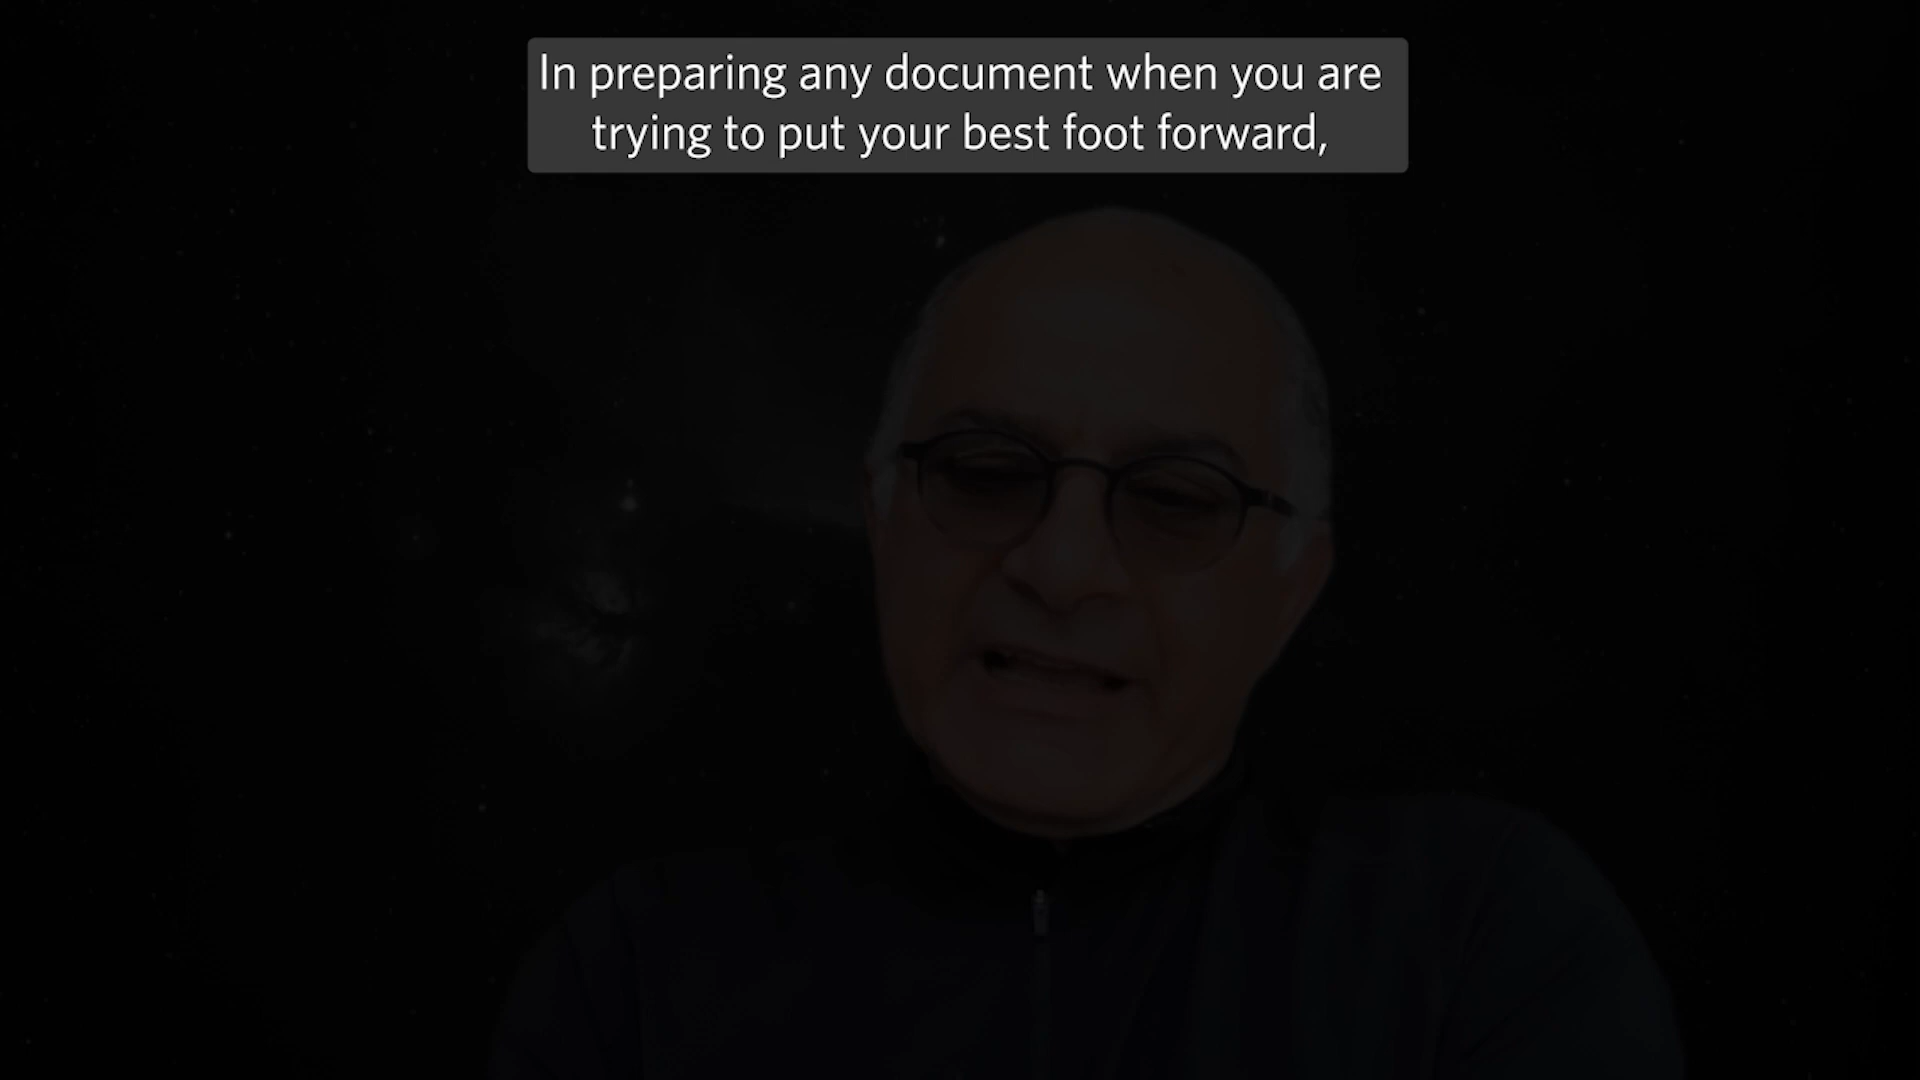 In preparing any document when you are
trying to put your best foot forward,